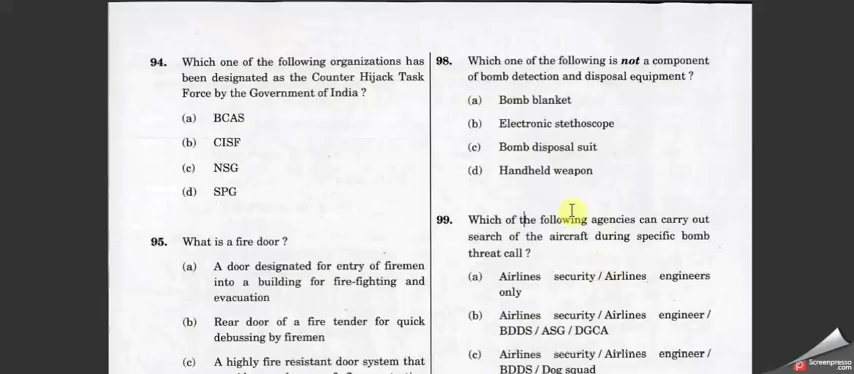 94. Which one of the following organizations has
been designated as the Counter Hijack Task
Force by the Government of India ?
(a) BCAS
(b) CISF
(c) NSG
(d) SPG
95. What is a fire door ?
(a) A door designated for entry of firemen
into a building for fire-fighting and
evacuation
(b) Rear door of a fire tender for quick
debussing by firemen
(c) A highly fire resistant door system that
98. Which one of the following is not a component
of bomb detection and disposal equipment ?
(a) Bomb blanket
(b) Electronic stethoscope
(c) Bomb disposal suit
(d) Handheld weapon
99. Which of the following agencies can carry out
search of the aircraft during specific bomb
threat call ?
(a) Airlines security / Airlines engineers
only
(b) Airlines security / Airlines engineer /
BDDS / ASG / DGCA
(c) Airlines security / Airlines engineer /
BDDS / Dog squad
Screenpresso
.com